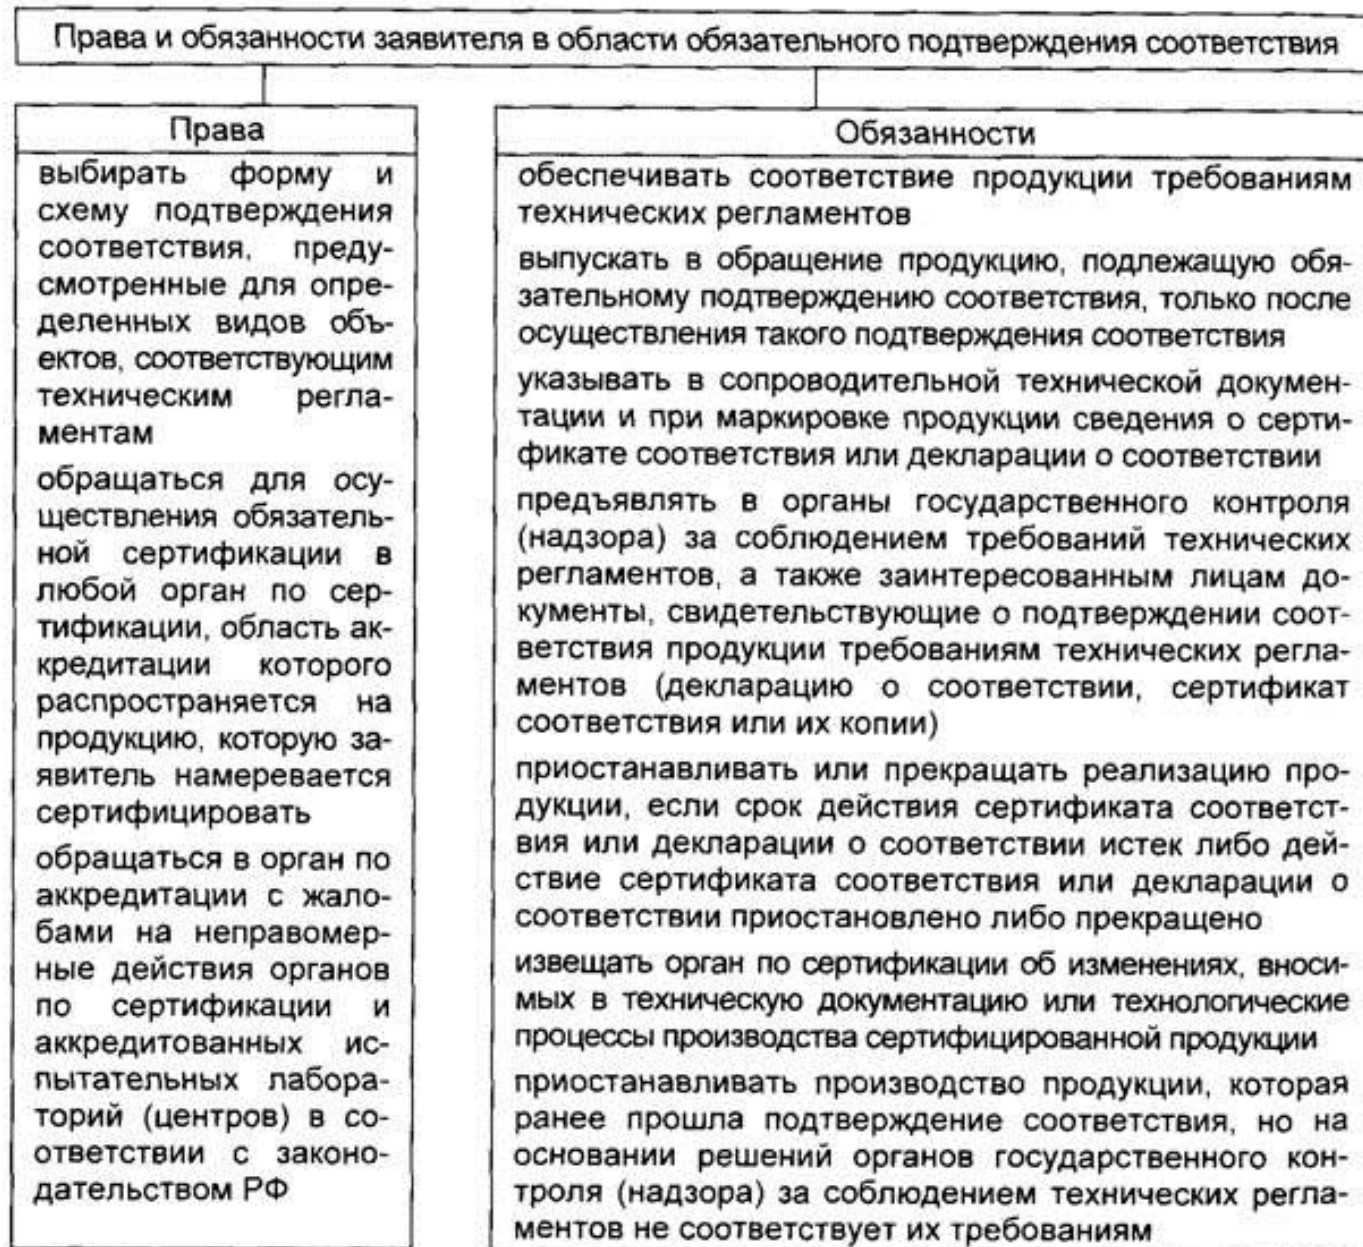 Права и обязанности заявителя в области обязательного подтверждения соответствия
Права
выбирать форму и
схему подтверждения
соответствия, преду-
смотренные для опре-
деленных видов объ-
ектов, соответствующим
техническим регла-
ментам
обращаться для осу-
ществления обязатель-
ной сертификации в
любой орган по сер-
тификации, область ак-
кредитации которого
распространяется на
продукцию, которую за-
явитель намеревается
сертифицировать
обращаться в орган по
аккредитации с жало-
бами на неправомер-
ные действия органов
по сертификации и
аккредитованных ис-
пытательных лабора-
торий (центров) в со-
ответствии с законо-
дательством РФ
Обязанности
обеспечивать соответствие продукции требованиям
технических регламентов
выпускать в обращение продукцию, подлежащую обя-
зательному подтверждению соответствия, только после
осуществления такого подтверждения соответствия
указывать в сопроводительной технической докумен-
тации и при маркировке продукции сведения о серти-
фикате соответствия или декларации о соответствии
предъявлять в органы государственного контроля
(надзора) за соблюдением требований технических
регламентов, а также заинтересованным лицам до-
кументы, свидетельствующие о подтверждении соот-
ветствия продукции требованиям технических регла-
ментов (декларацию о соответствии, сертификат
соответствия или их копии)
приостанавливать или прекращать реализацию про-
дукции, если срок действия сертификата соответст-
вия или декларации о соответствии истек либо дей-
ствие сертификата соответствия или декларации о
соответствии приостановлено либо прекращено
извещать орган по сертификации об изменениях, вноси-
мых в техническую документацию или технологические
процессы производства сертифицированной продукции
приостанавливать производство продукции, которая
ранее прошла подтверждение соответствия, но на
основании решений органов государственного кон-
троля (надзора) за соблюдением технических регла-
ментов не соответствует их требованиям